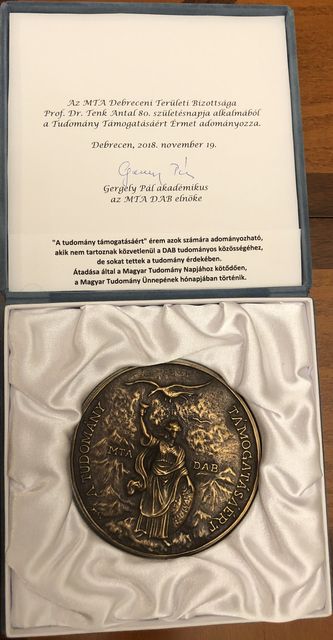 Az MTA Debreceni Területi Bizottsága
Prof. Dr. Tenk Antal 80. születésnapja alkalmából
a Tudomány Támogatásáért Érmet adományozza.
Debrecen, 2018. november 19.
Gergely Pál akadémikus
az MTA DAB elnöke
"A tudomány támogatásáért" érem azok számára adományozható,
akik nem tartoznak közvetlenül a DAB tudományos közösségéhez,
de sokat tettek a tudomány érdekében.
Átadása által a Magyar Tudomány Napjához kötődően,
a Magyar Tudomány Ünnepének hónapjában történik.
A TUDOMÁNY TÁMOGATÁSÁÉRT
MTA DAB